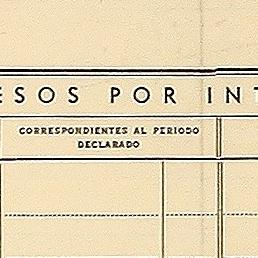 ESOS POR INT
CORRESPONDIENTES AL PERIODO
DECLARADO